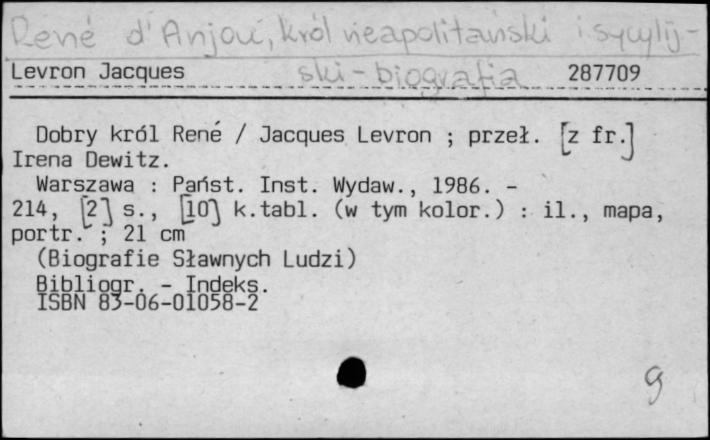 René d'Anjou, król neapolitański i sycylij-
ski - biografia
Levron Jacques 287709
Dobry król René / Jacques Levron ; przeł. [z fr.]
Irena Dewitz.
Warszawa : Państ. Inst. Wydaw., 1986. -
214, [2] s., [10] k.tabl. (w tym kolor.) : il., mapa,
portr. ; 21 cm
(Biografie Sławnych Ludzi)
Bibliogr. - Indeks.
ISBN 83-06-01058-2
g